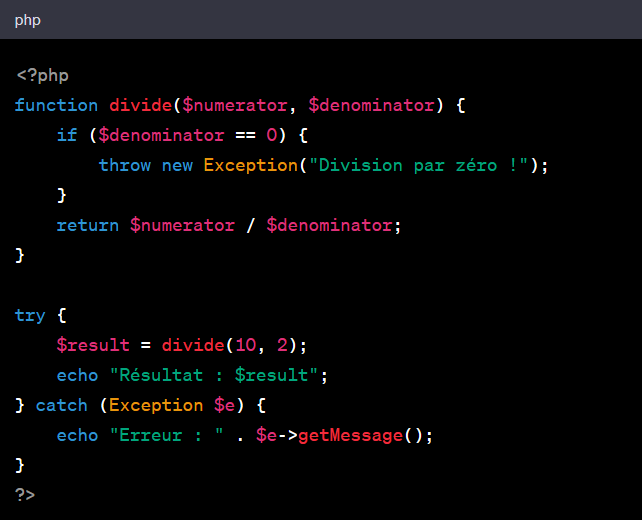 php
<?php
function divide($numerator, $denominator) {
    if ($denominator == 0) {
        throw new Exception("Division par zéro !");
    }
    return $numerator / $denominator;
}

try {
    $result = divide(10, 2);
    echo "Résultat : $result";
} catch (Exception $e) {
    echo "Erreur : " . $e->getMessage();
}
?>